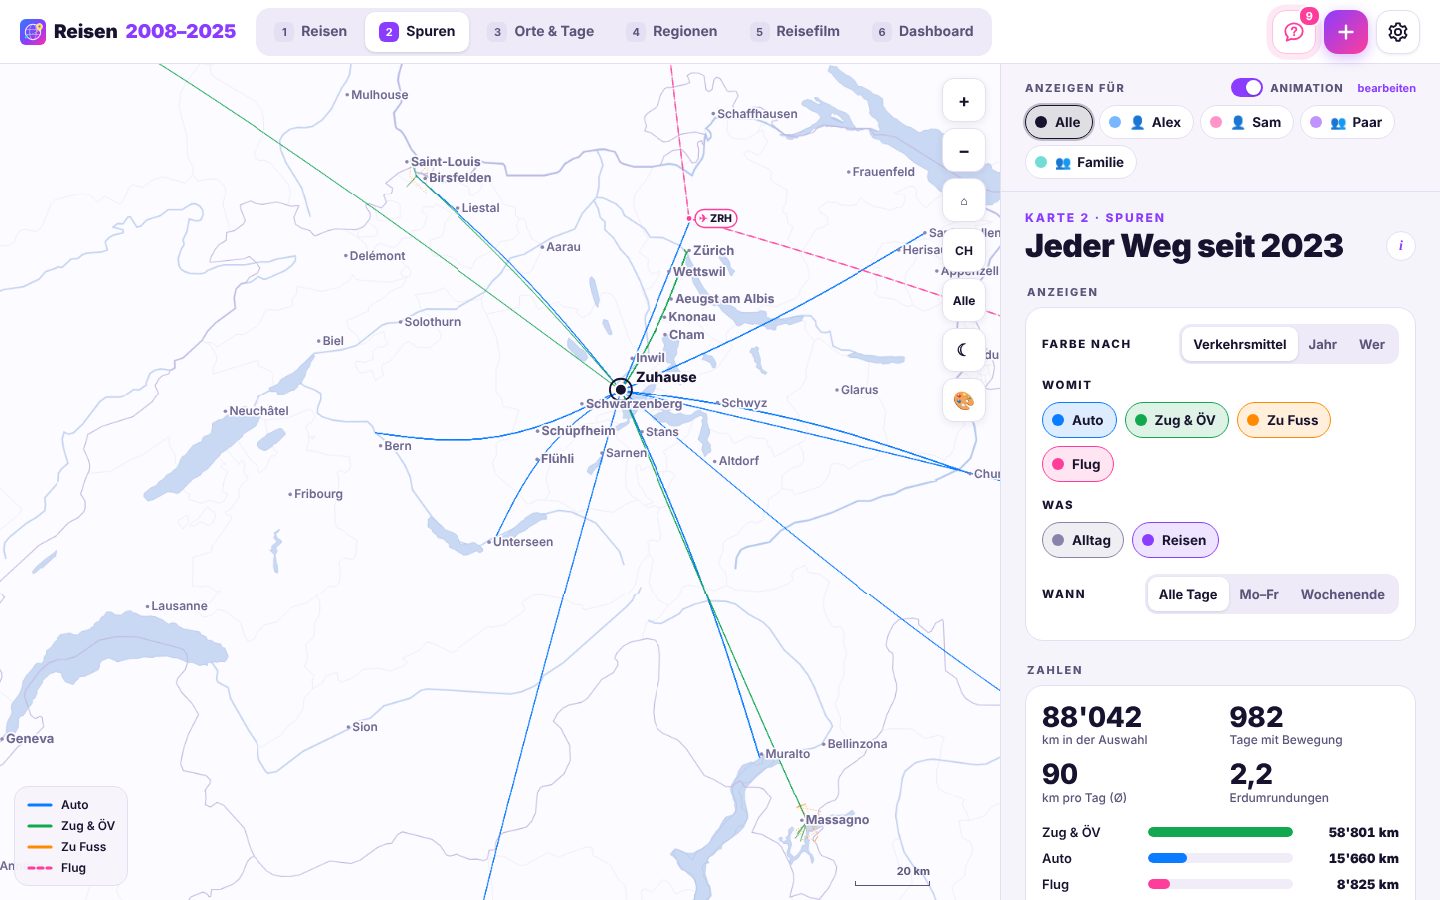 Reisen 2008–2025
1 Reisen
2 Spuren
3 Orte & Tage
4 Regionen
5 Reisefilm
6 Dashboard
9
+
Mulhouse
Schaffhausen
Saint-Louis
Birsfelden
Frauenfeld
Liestal
ZRH
Aarau
Delémont
Zürich
Wettswil
Aeugst am Albis
Knonau
Cham
Solothurn
Biel
Inwil
Zuhause
Glarus
Neuchâtel
Schwarzenberg
Schwyz
Bern
Schüpfheim
Stans
Flühli
Sarnen
Altdorf
Fribourg
Unterseen
Lausanne
Sion
Geneva
Muralto
Bellinzona
Massagno
+
−
CH
Alle
Auto
Zug & ÖV
Zu Fuss
Flug
20 km
ANZEIGEN FÜR
ANIMATION
bearbeiten
Alle
Alex
Sam
Paar
Familie
KARTE 2 · SPUREN
Jeder Weg seit 2023
i
ANZEIGEN
FARBE NACH
Verkehrsmittel
Jahr
Wer
WOMIT
Auto
Zug & ÖV
Zu Fuss
Flug
WAS
Alltag
Reisen
WANN
Alle Tage
Mo–Fr
Wochenende
ZAHLEN
88'042
km in der Auswahl
982
Tage mit Bewegung
90
km pro Tag (Ø)
2,2
Erdumrundungen
Zug & ÖV 58'801 km
Auto 15'660 km
Flug 8'825 km